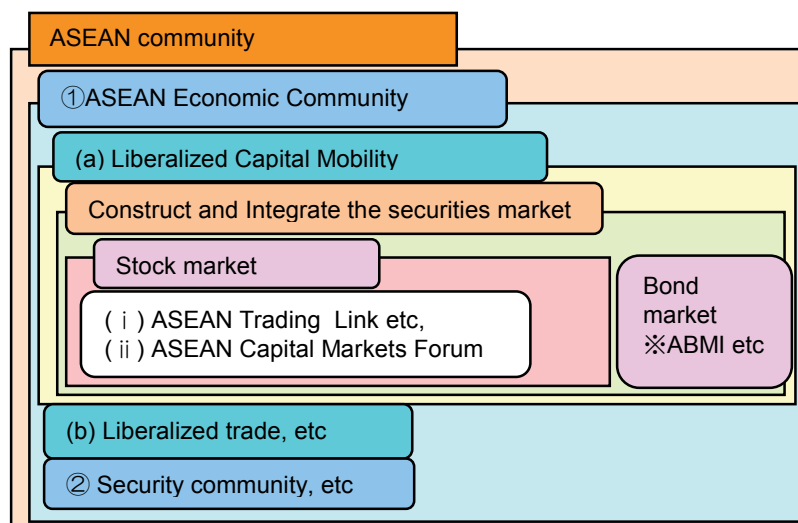 ASEAN community
①ASEAN Economic Community
(a) Liberalized Capital Mobility
Construct and Integrate the securities market
Stock market
(ⅰ) ASEAN Trading Link etc,
(ⅱ) ASEAN Capital Markets Forum
Bond
market
※ABMI etc
(b) Liberalized trade, etc
② Security community, etc